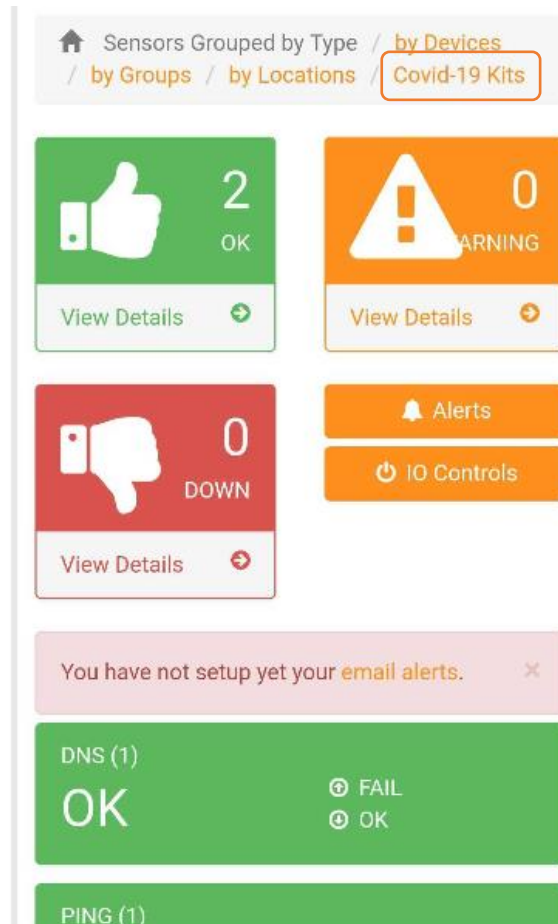 Sensors Grouped by Type / by Devices
/ by Groups / by Locations / Covid-19 Kits
2
OK
View Details
0
WARNING
View Details
0
DOWN
View Details
Alerts
IO Controls
You have not setup yet your email alerts. ×
DNS (1)
OK
FAIL
OK
PING (1)